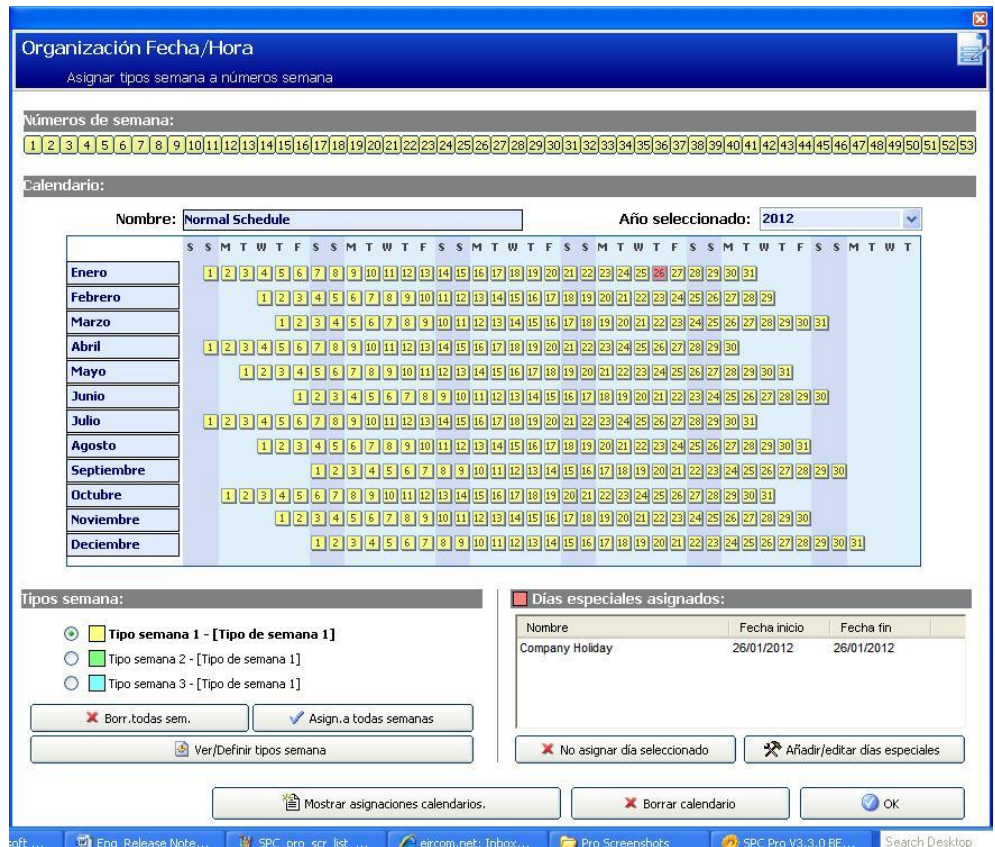 Organización Fecha/Hora
Asignar tipos semana a números semana
Números de semana:
1 2 3 4 5 6 7 8 9 10 11 12 13 14 15 16 17 18 19 20 21 22 23 24 25 26 27 28 29 30 31 32 33 34 35 36 37 38 39 40 41 42 43 44 45 46 47 48 49 50 51 52 53
Calendario:
Nombre: Normal Schedule Año seleccionado: 2012
S S M T W T F S S M T W T F S S M T W T F S S M T W T F S S M T W T F S S M T W T
Enero 1 2 3 4 5 6 7 8 9 10 11 12 13 14 15 16 17 18 19 20 21 22 23 24 25 26 27 28 29 30 31
Febrero 1 2 3 4 5 6 7 8 9 10 11 12 13 14 15 16 17 18 19 20 21 22 23 24 25 26 27 28 29
Marzo 1 2 3 4 5 6 7 8 9 10 11 12 13 14 15 16 17 18 19 20 21 22 23 24 25 26 27 28 29 30 31
Abril 1 2 3 4 5 6 7 8 9 10 11 12 13 14 15 16 17 18 19 20 21 22 23 24 25 26 27 28 29 30
Mayo 1 2 3 4 5 6 7 8 9 10 11 12 13 14 15 16 17 18 19 20 21 22 23 24 25 26 27 28 29 30 31
Junio 1 2 3 4 5 6 7 8 9 10 11 12 13 14 15 16 17 18 19 20 21 22 23 24 25 26 27 28 29 30
Julio 1 2 3 4 5 6 7 8 9 10 11 12 13 14 15 16 17 18 19 20 21 22 23 24 25 26 27 28 29 30 31
Agosto 1 2 3 4 5 6 7 8 9 10 11 12 13 14 15 16 17 18 19 20 21 22 23 24 25 26 27 28 29 30 31
Septiembre 1 2 3 4 5 6 7 8 9 10 11 12 13 14 15 16 17 18 19 20 21 22 23 24 25 26 27 28 29 30
Octubre 1 2 3 4 5 6 7 8 9 10 11 12 13 14 15 16 17 18 19 20 21 22 23 24 25 26 27 28 29 30 31
Noviembre 1 2 3 4 5 6 7 8 9 10 11 12 13 14 15 16 17 18 19 20 21 22 23 24 25 26 27 28 29 30
Deciembre 1 2 3 4 5 6 7 8 9 10 11 12 13 14 15 16 17 18 19 20 21 22 23 24 25 26 27 28 29 30 31
Tipos semana:
Tipo semana 1 - [Tipo de semana 1]
Tipo semana 2 - [Tipo de semana 1]
Tipo semana 3 - [Tipo de semana 1]
Borr.todas sem. Asign.a todas semanas
Ver/Definir tipos semana
Días especiales asignados:
Nombre Fecha inicio Fecha fin
Company Holiday 26/01/2012 26/01/2012
No asignar día seleccionado Añadir/editar días especiales
Mostrar asignaciones calendarios. Borrar calendario OK
soft ... Eng_Release Note... SPC_pro_scr_list_... eircom.net: Inbox... Pro Screenshots SPC Pro V3.3.0 BE... Search Desktop